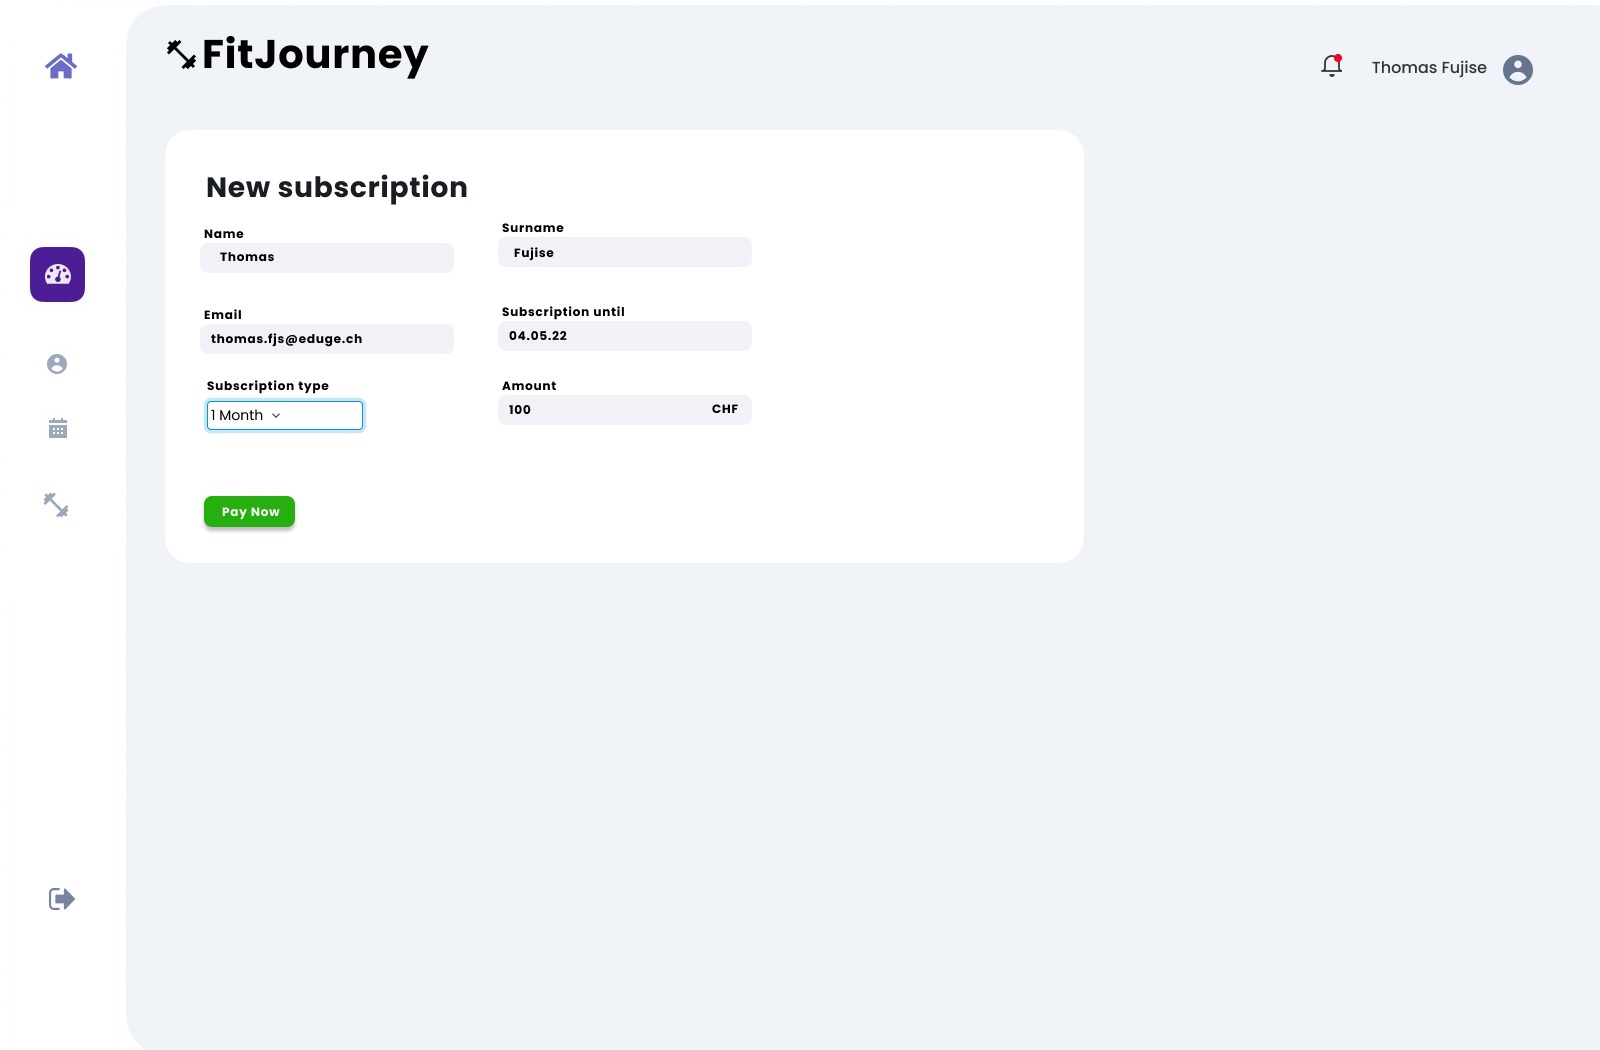 FitJourney
Thomas Fujise
New subscription
Name
Surname
Thomas
Fujise
Email
Subscription until
thomas.fjs@eduge.ch
04.05.22
Subscription type
Amount
1 Month
100 CHF
Pay Now